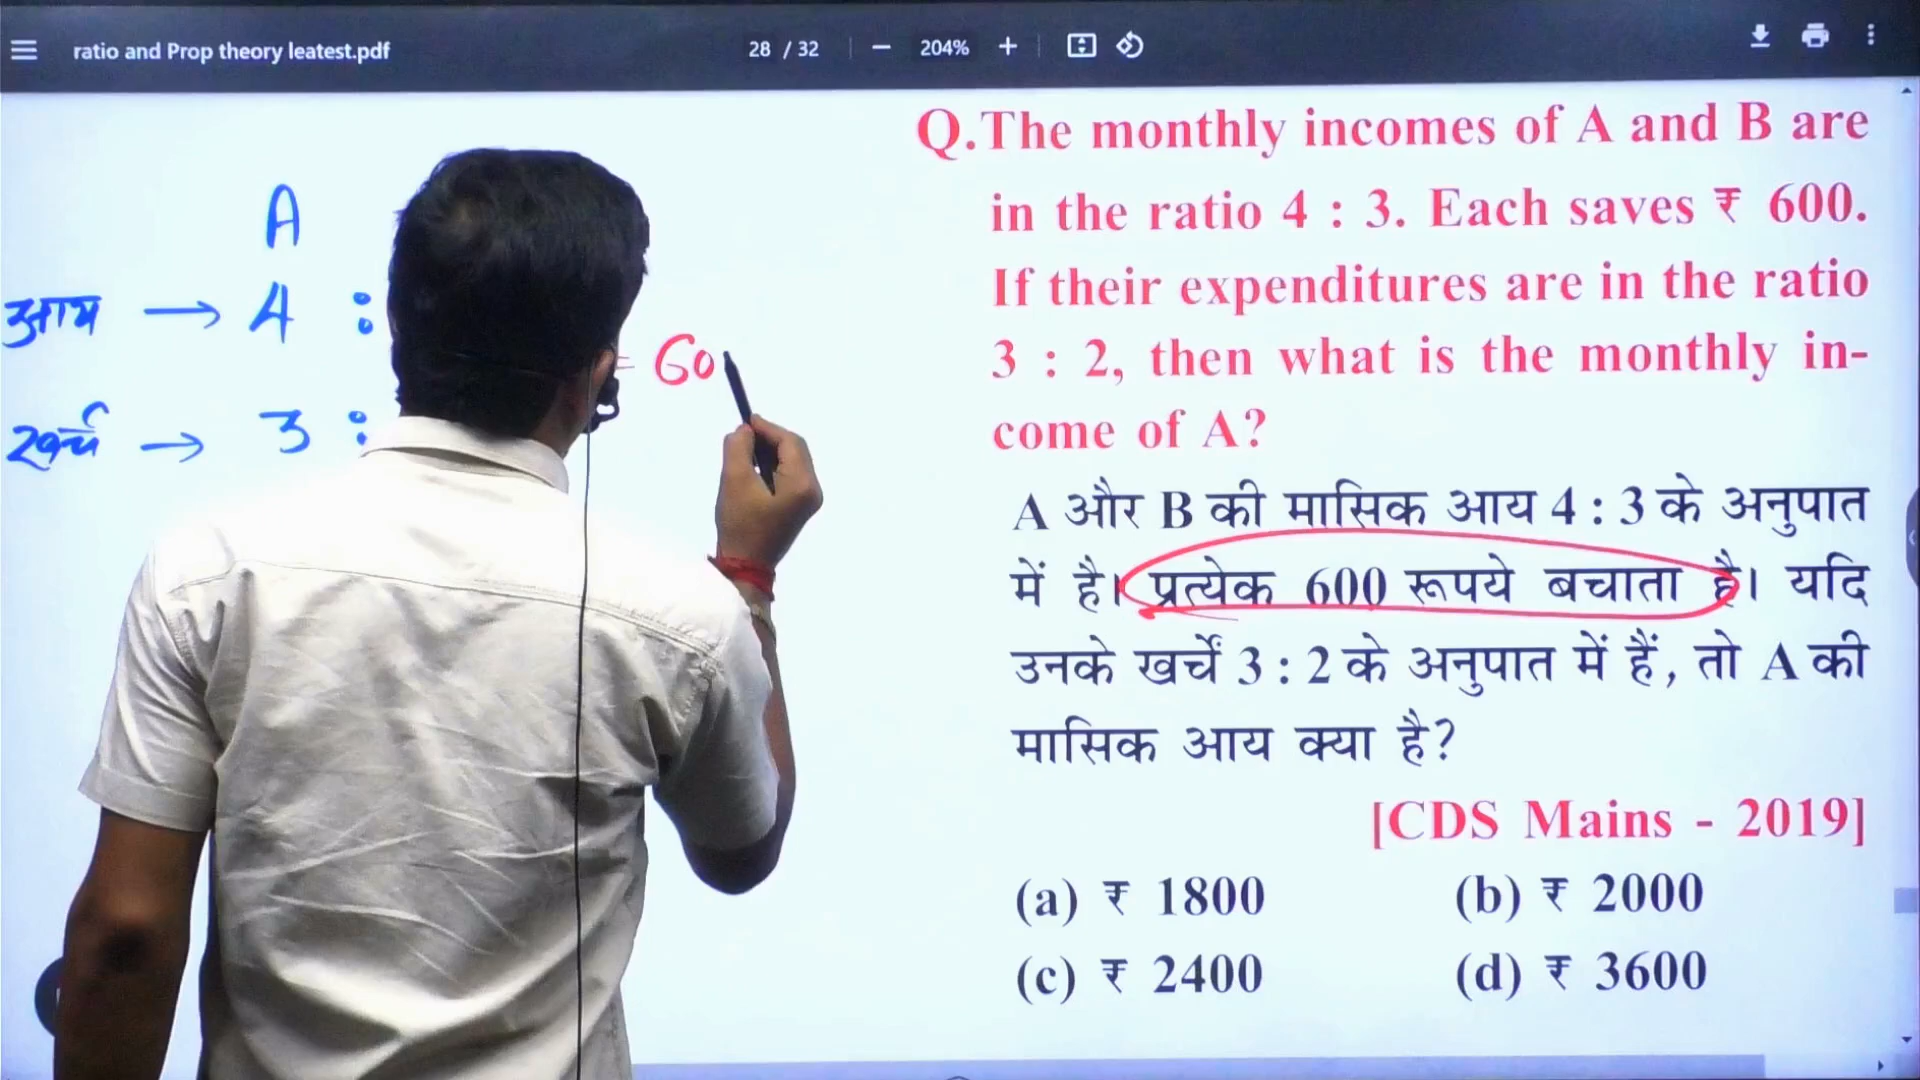 ratio and Prop theory leatest.pdf
28 / 32
204%
Q.The monthly incomes of A and B are
in the ratio 4 : 3. Each saves ₹ 600.
If their expenditures are in the ratio
3 : 2, then what is the monthly in-
come of A?
A और B की मासिक आय 4 : 3 के अनुपात
में है। प्रत्येक 600 रूपये बचाता है। यदि
उनके खर्चे 3 : 2 के अनुपात में हैं, तो A की
मासिक आय क्या है?
[CDS Mains - 2019]
(a) ₹ 1800
(b) ₹ 2000
(c) ₹ 2400
(d) ₹ 3600
A
आय → 4 :
= 60
खर्च → 3 :